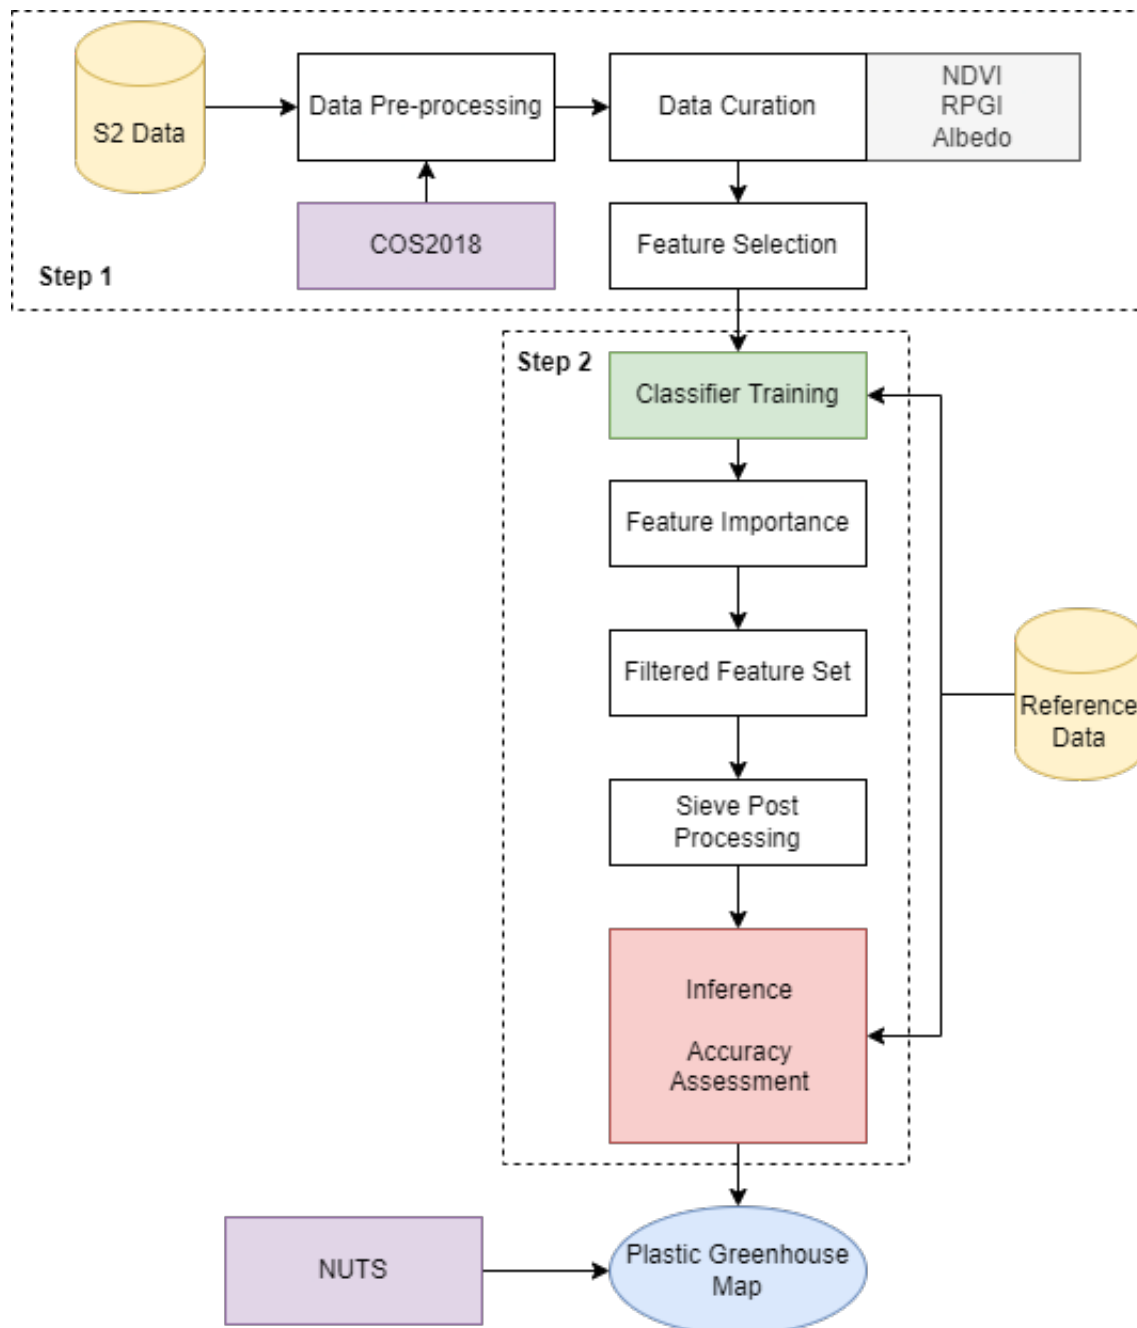 S2 Data
Data Pre-processing
Data Curation
NDVI
RPGI
Albedo
COS2018
Feature Selection
Step 1
Step 2
Classifier Training
Feature Importance
Filtered Feature Set
Reference
Data
Sieve Post
Processing
Inference
Accuracy
Assessment
NUTS
Plastic Greenhouse
Map